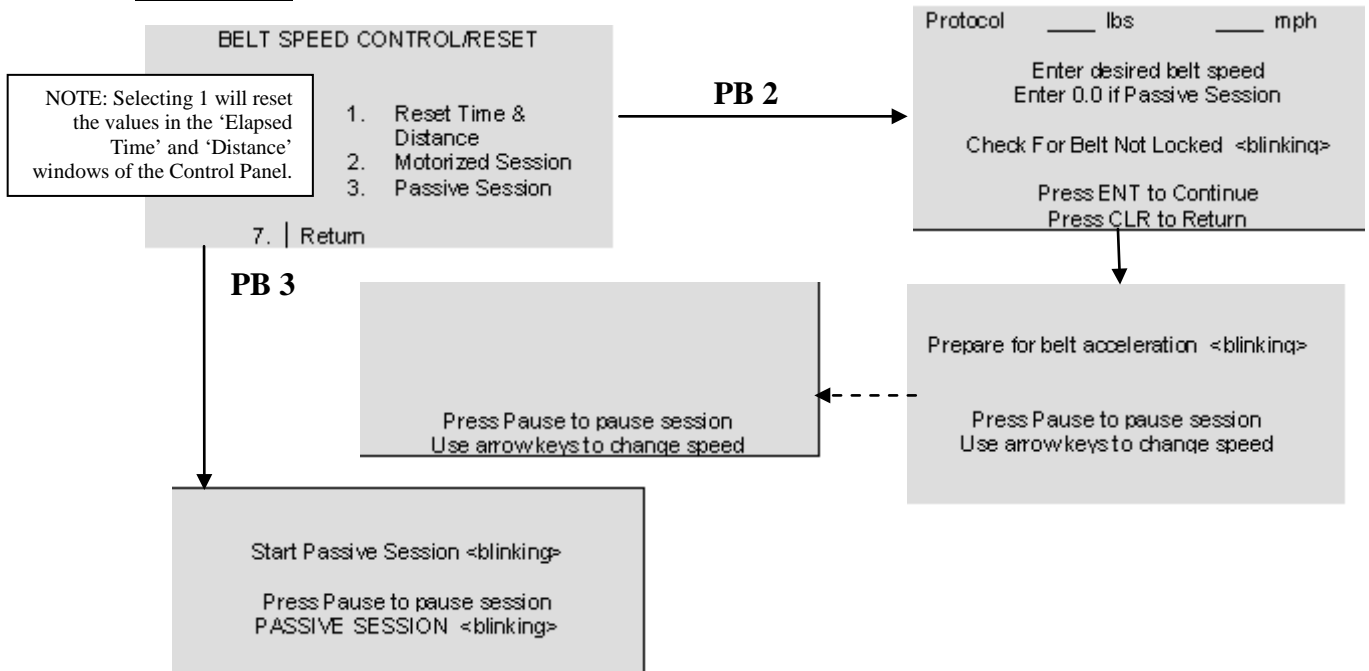 BELT SPEED CONTROL/RESET
NOTE: Selecting 1 will reset
the values in the ‘Elapsed
Time’ and ‘Distance’
windows of the Control Panel.
1. Reset Time &
Distance
2. Motorized Session
3. Passive Session
7. | Return
PB 2
Protocol ____ lbs ____ mph
Enter desired belt speed
Enter 0.0 if Passive Session
Check For Belt Not Locked <blinking>
Press ENT to Continue
Press CLR to Return
PB 3
Prepare for belt acceleration <blinking>
Press Pause to pause session
Use arrow keys to change speed
Press Pause to pause session
Use arrow keys to change speed
Start Passive Session <blinking>
Press Pause to pause session
PASSIVE SESSION <blinking>